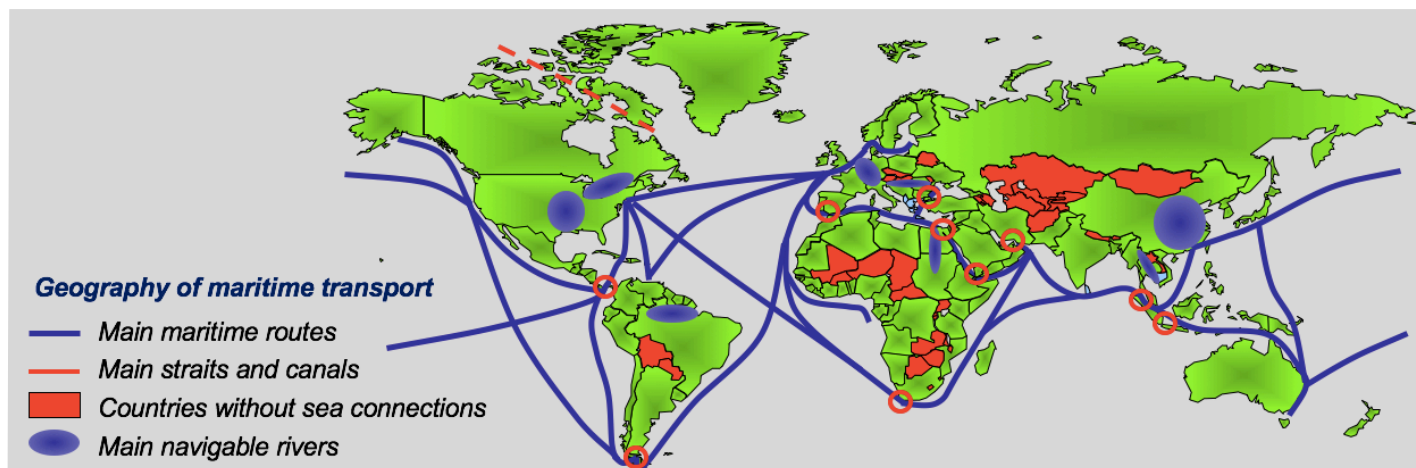 Geography of maritime transport
Main maritime routes
Main straits and canals
Countries without sea connections
Main navigable rivers